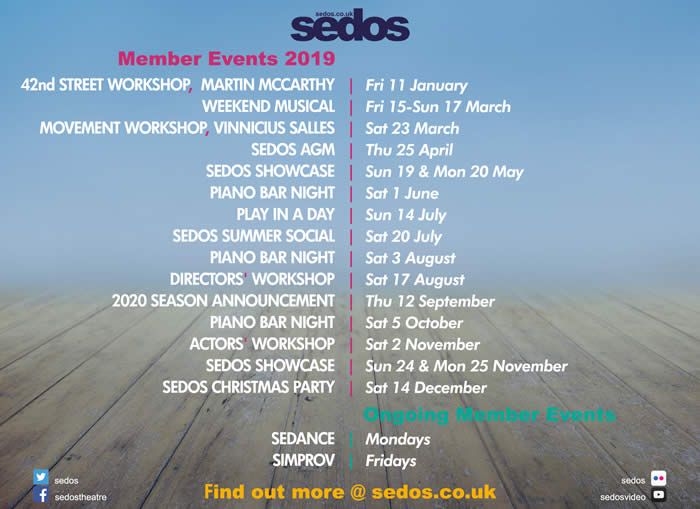 sedos.co.uk
sedos
Member Events 2019
42nd STREET WORKSHOP, MARTIN MCCARTHY | Fri 11 January
WEEKEND MUSICAL | Fri 15-Sun 17 March
MOVEMENT WORKSHOP, VINNICIUS SALLES | Sat 23 March
SEDOS AGM | Thu 25 April
SEDOS SHOWCASE | Sun 19 & Mon 20 May
PIANO BAR NIGHT | Sat 1 June
PLAY IN A DAY | Sun 14 July
SEDOS SUMMER SOCIAL | Sat 20 July
PIANO BAR NIGHT | Sat 3 August
DIRECTORS' WORKSHOP | Sat 17 August
2020 SEASON ANNOUNCEMENT | Thu 12 September
PIANO BAR NIGHT | Sat 5 October
ACTORS' WORKSHOP | Sat 2 November
SEDOS SHOWCASE | Sun 24 & Mon 25 November
SEDOS CHRISTMAS PARTY | Sat 14 December
Ongoing Member Events
SEDANCE | Mondays
SIMPROV | Fridays
sedos
sedostheatre
Find out more @ sedos.co.uk
sedos
sedosvideo